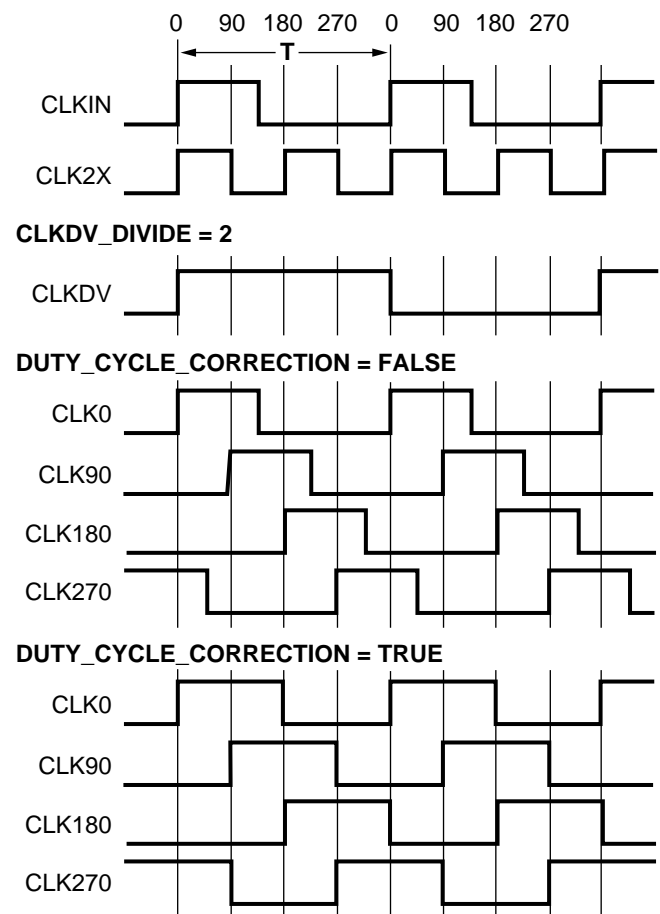 0 90 180 270 0 90 180 270
T
CLKIN
CLK2X
CLKDV_DIVIDE = 2
CLKDV
DUTY_CYCLE_CORRECTION = FALSE
CLK0
CLK90
CLK180
CLK270
DUTY_CYCLE_CORRECTION = TRUE
CLK0
CLK90
CLK180
CLK270